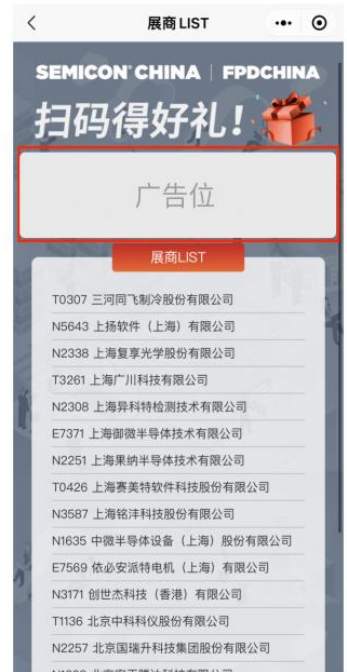 展商 LIST
SEMICON CHINA | FPDCHINA
扫码得好礼!
广告位
展商LIST
T0307 三河同飞制冷股份有限公司
N5643 上扬软件（上海）有限公司
N2338 上海复享光学股份有限公司
T3261 上海广川科技有限公司
N2308 上海异科特检测技术有限公司
E7371 上海御微半导体技术有限公司
N2251 上海果纳半导体技术有限公司
T0426 上海赛美特软件科技股份有限公司
N3587 上海铭沣科技股份有限公司
N1635 中微半导体设备（上海）股份有限公司
E7569 依必安派特电机（上海）有限公司
N3171 创世杰科技（香港）有限公司
T1136 北京中科科仪股份有限公司
N2257 北京国瑞升科技集团股份有限公司